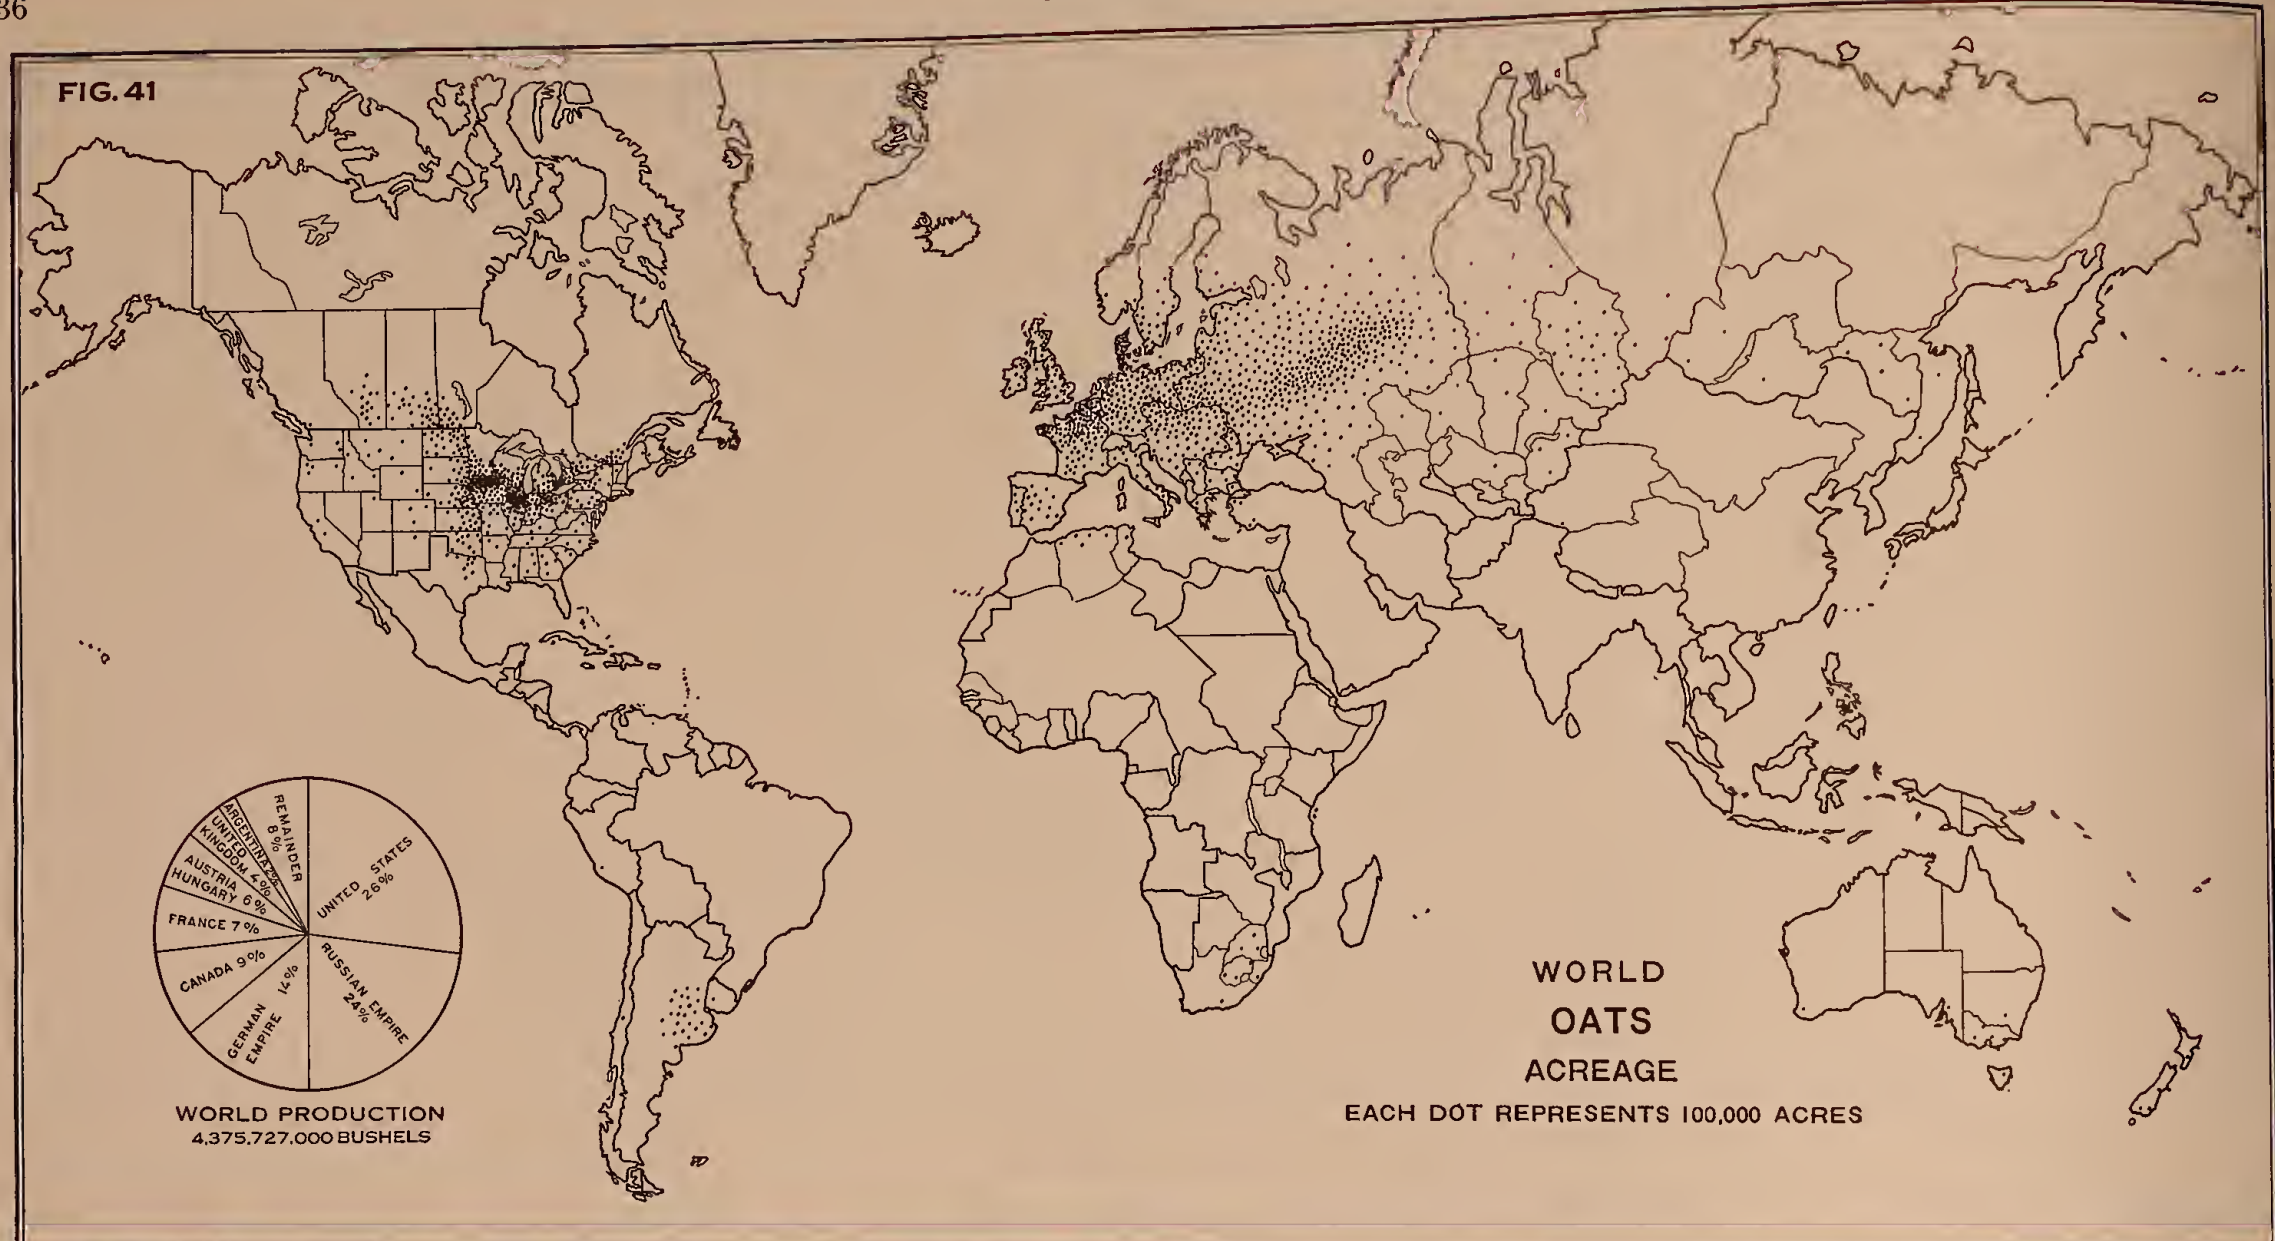 36
FIG. 41
REMAINDER
8%
ARGENTINA 2%
UNITED
KINGDOM 4%
AUSTRIA
HUNGARY 6%
FRANCE 7%
CANADA 9%
GERMAN
EMPIRE 14%
UNITED STATES
26%
RUSSIAN EMPIRE
24%
WORLD PRODUCTION
4,375,727,000 BUSHELS
WORLD
OATS
ACREAGE
EACH DOT REPRESENTS 100,000 ACRES